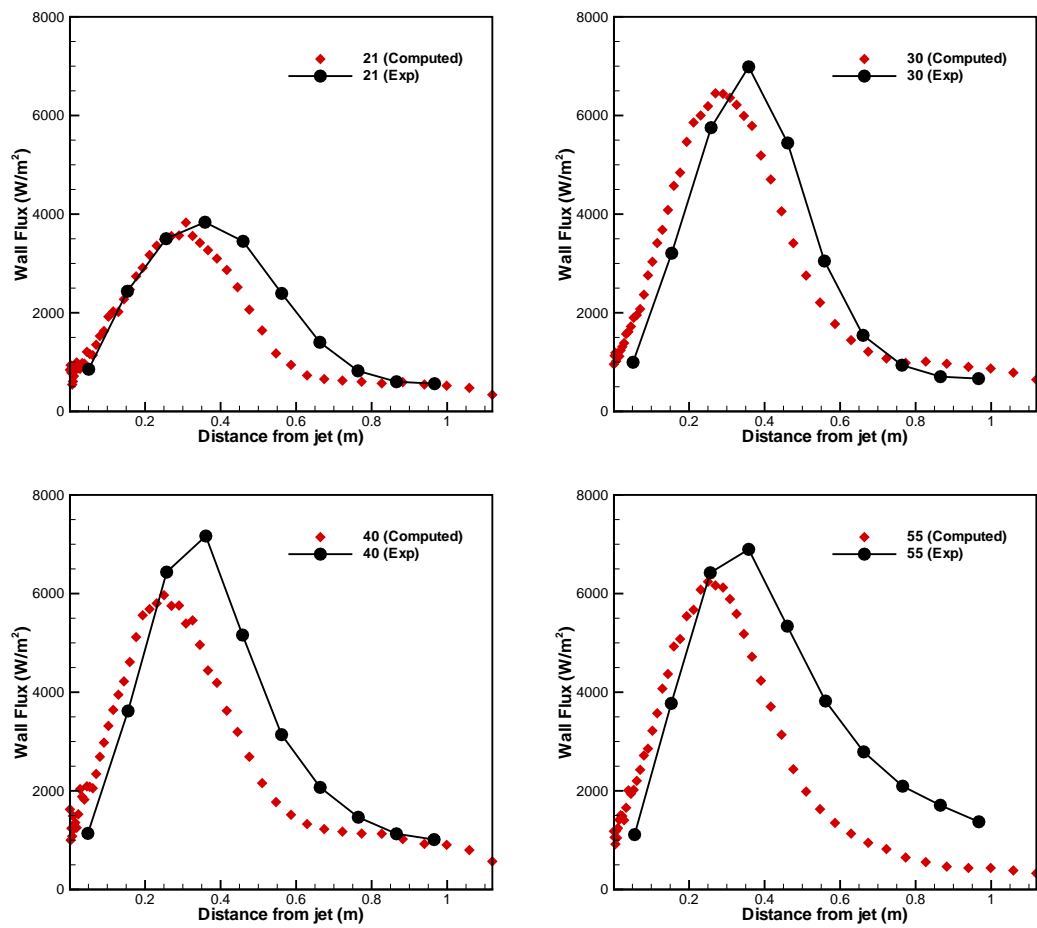 8000
6000
4000
2000
0
Wall Flux (W/m²)
21 (Computed)
21 (Exp)
0.2 0.4 0.6 0.8 1
Distance from jet (m)
8000
6000
4000
2000
0
Wall Flux (W/m²)
30 (Computed)
30 (Exp)
0.2 0.4 0.6 0.8 1
Distance from jet (m)
8000
6000
4000
2000
0
Wall Flux (W/m²)
40 (Computed)
40 (Exp)
0.2 0.4 0.6 0.8 1
Distance from jet (m)
8000
6000
4000
2000
0
Wall Flux (W/m²)
55 (Computed)
55 (Exp)
0.2 0.4 0.6 0.8 1
Distance from jet (m)